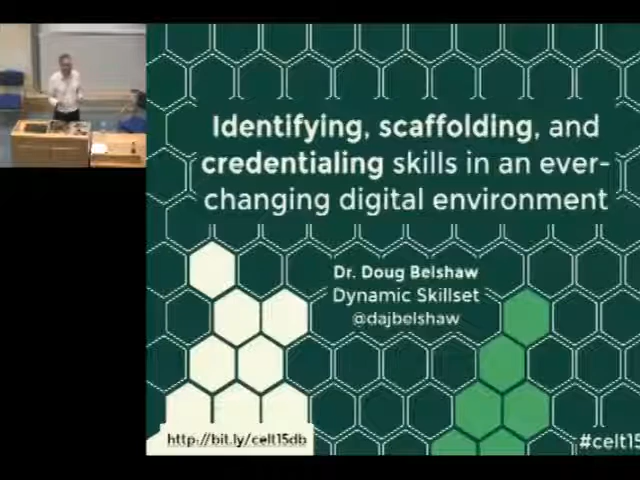 Identifying, scaffolding, and
credentialing skills in an ever-
changing digital environment
Dr. Doug Belshaw
Dynamic Skillset
@dajbelshaw
http://bit.ly/celt15db
#celt15